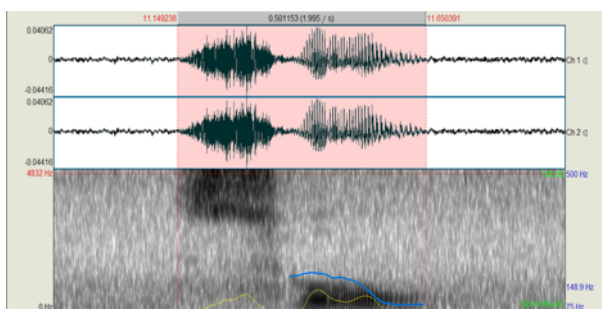 11.149238 0.501153 (1.995 / s) 11.650391
0.04062
0 Ch 1
-0.04416
0.04062
0 Ch 2
-0.04416
4832 Hz 500 Hz
148.9 Hz
0 Hz 75 Hz